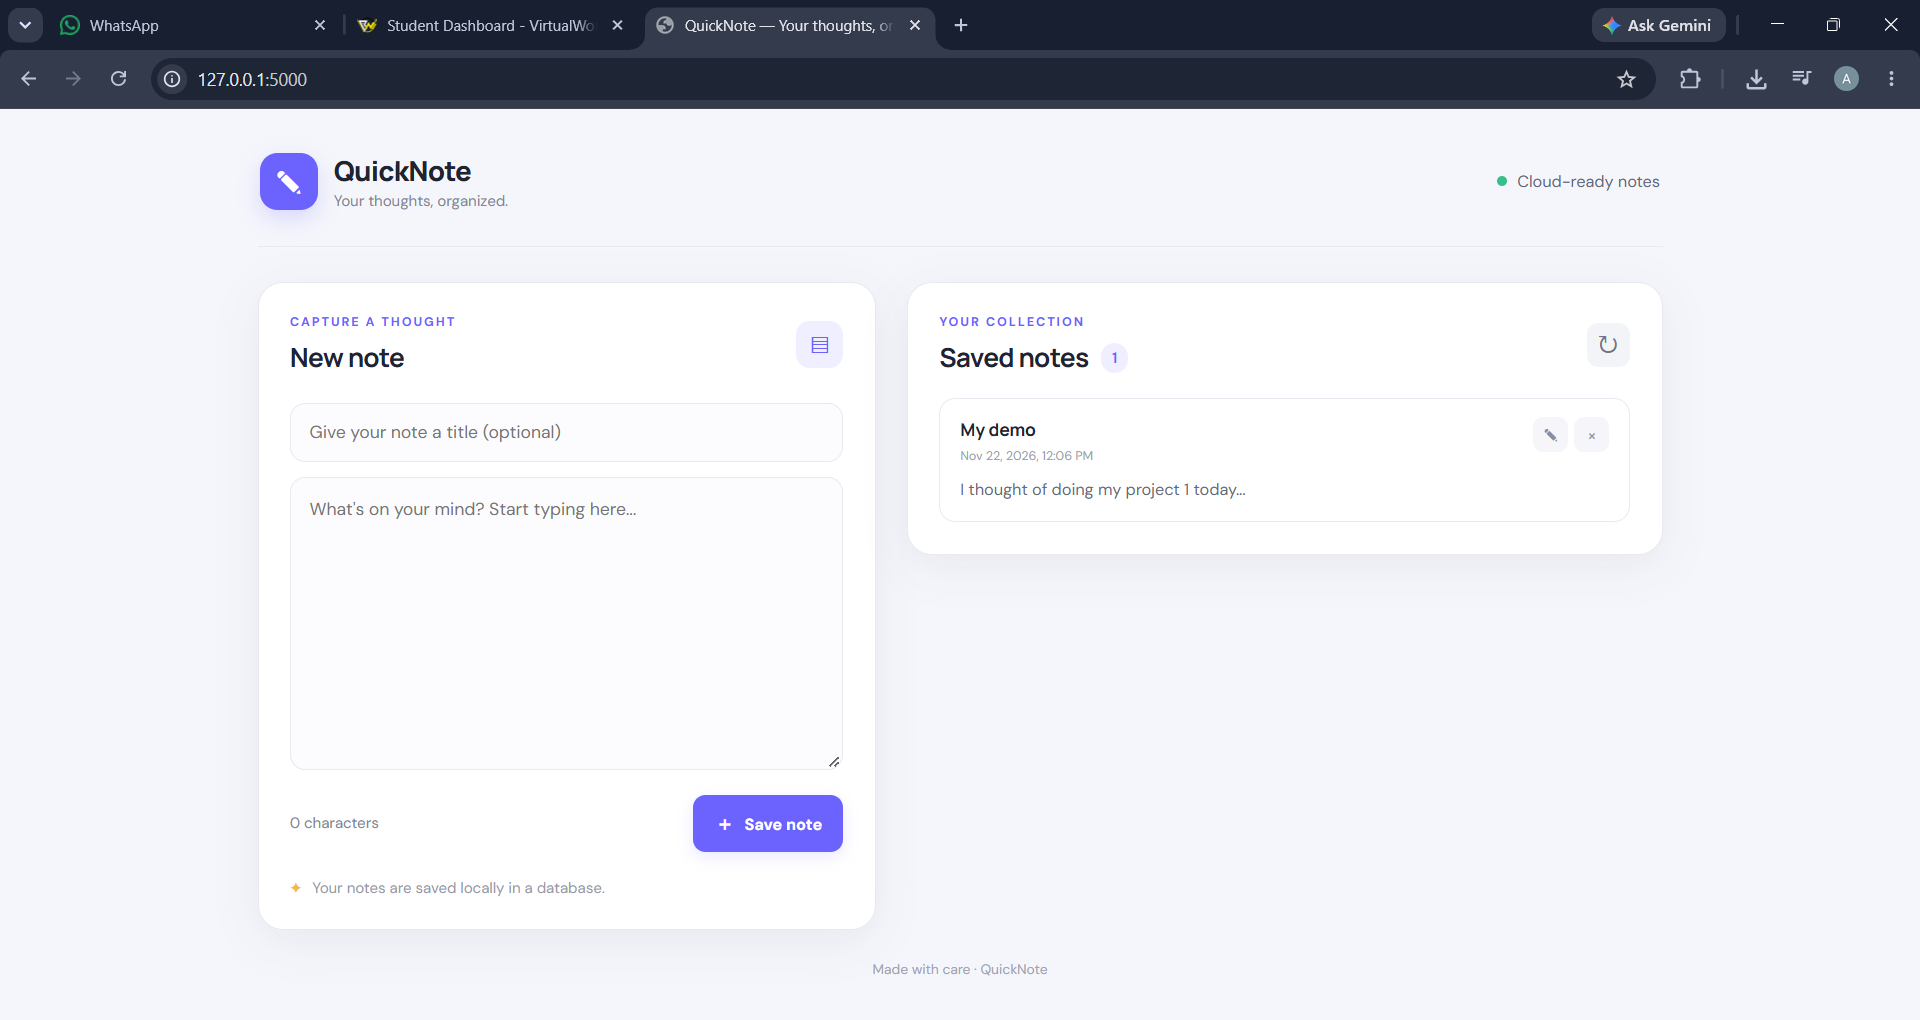 WhatsApp
Student Dashboard - VirtualWo
QuickNote — Your thoughts, or
Ask Gemini
127.0.0.1:5000
A
QuickNote
Your thoughts, organized.
Cloud-ready notes
CAPTURE A THOUGHT
New note
Give your note a title (optional)
What's on your mind? Start typing here...
0 characters
+ Save note
Your notes are saved locally in a database.
YOUR COLLECTION
Saved notes 1
My demo
Nov 22, 2026, 12:06 PM
I thought of doing my project 1 today...
Made with care · QuickNote